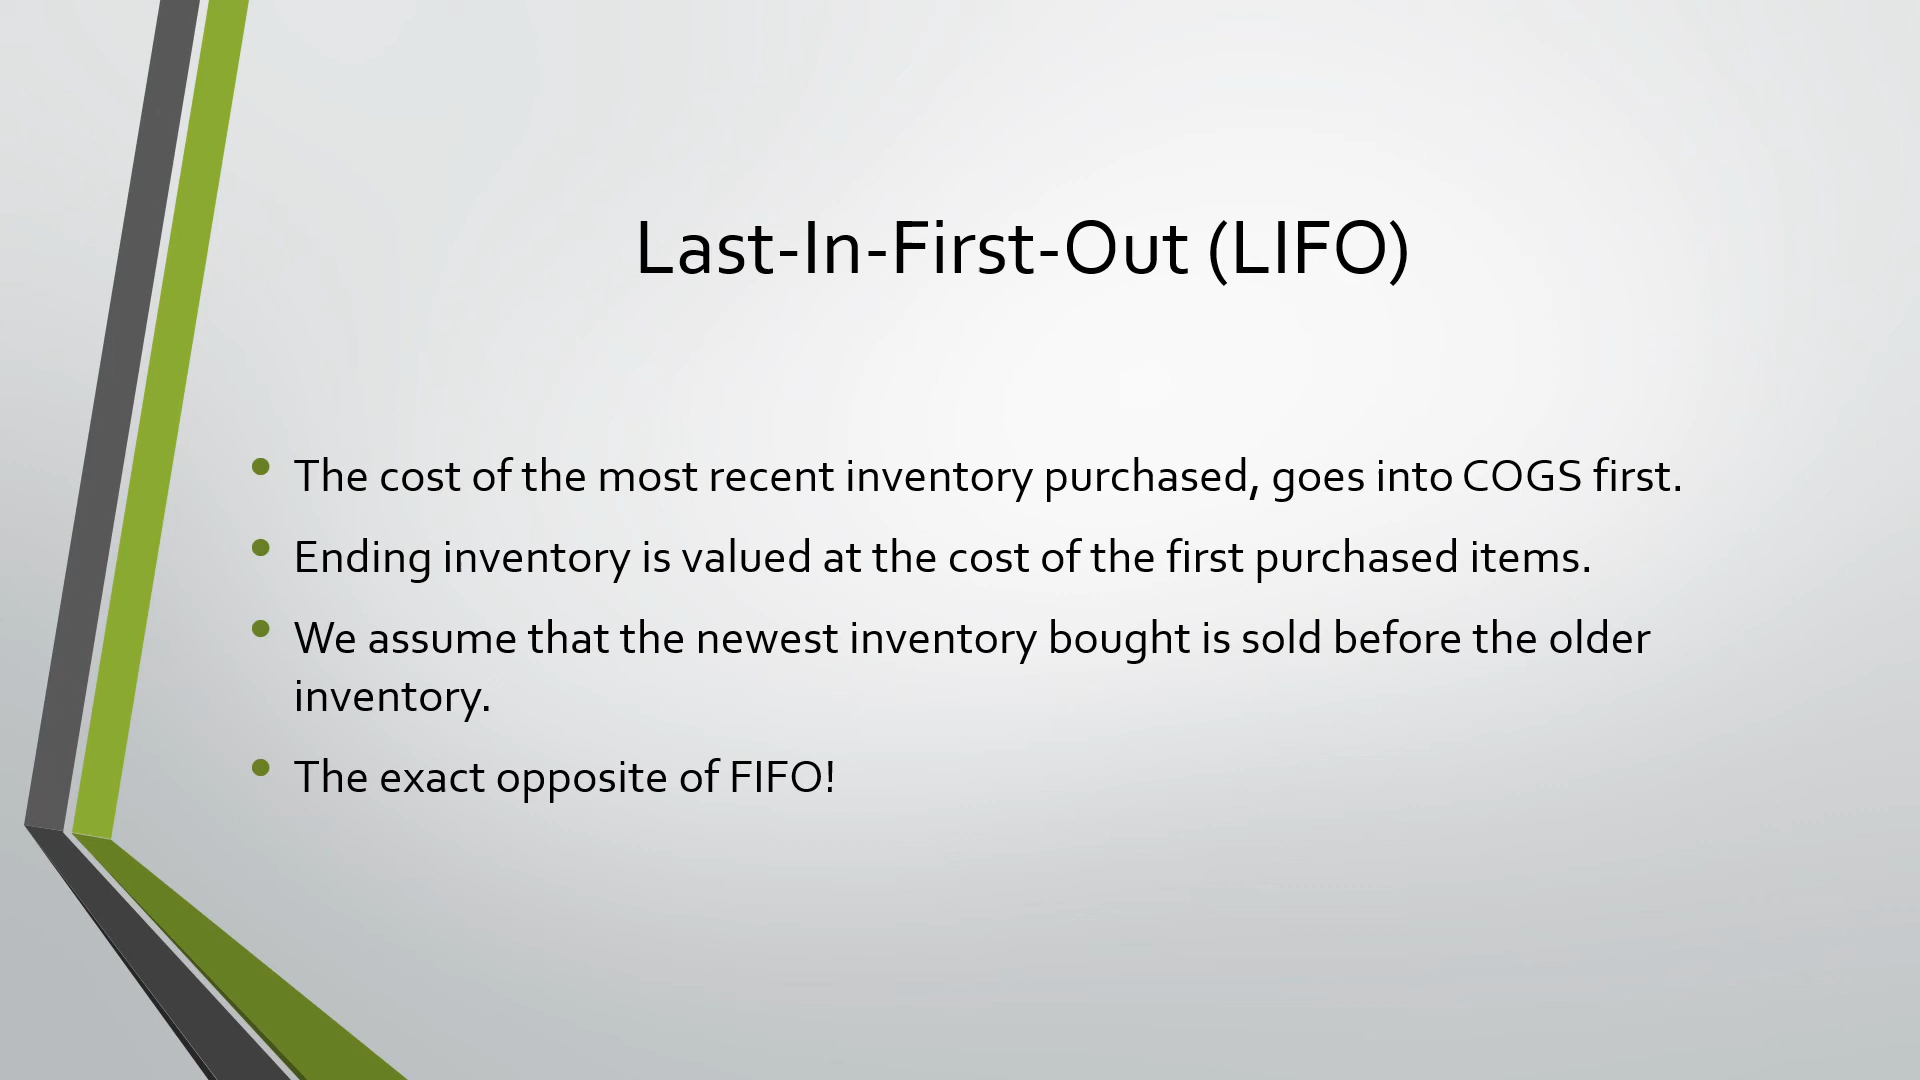 Last-In-First-Out (LIFO)
• The cost of the most recent inventory purchased, goes into COGS first.
• Ending inventory is valued at the cost of the first purchased items.
• We assume that the newest inventory bought is sold before the older
inventory.
• The exact opposite of FIFO!